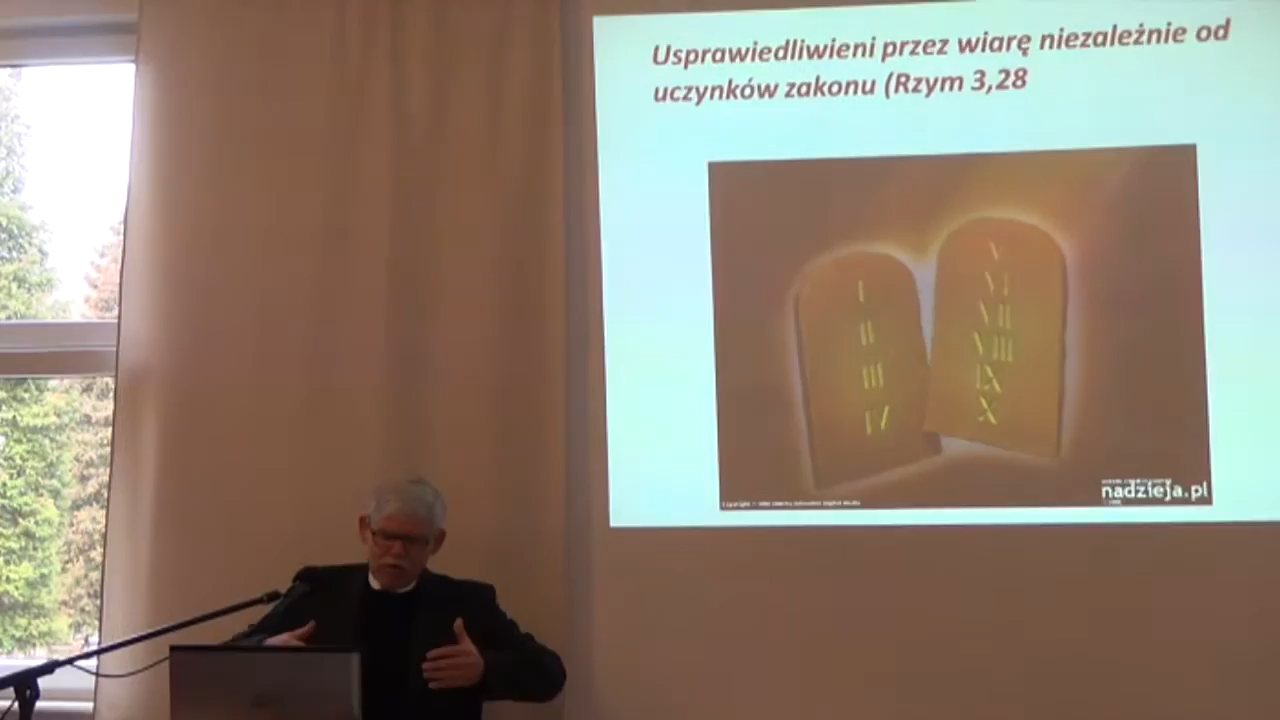 Usprawiedliwieni przez wiarę niezależnie od
uczynków zakonu (Rzym 3,28
I
II
III
IV
V
VI
VII
VIII
IX
X
nadzieja.pl